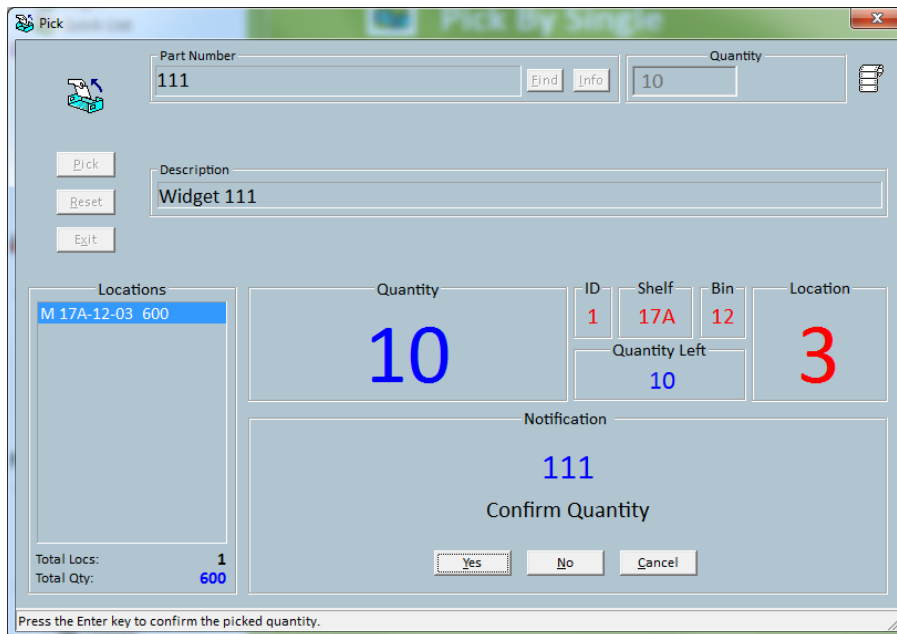 Pick
Pick By Single
Part Number
111
Find
Info
Quantity
10
Pick
Reset
Exit
Description
Widget 111
Locations
M 17A-12-03 600
Total Locs: 1
Total Qty: 600
Quantity
10
ID
1
Shelf
17A
Bin
12
Quantity Left
10
Location
3
Notification
111
Confirm Quantity
Yes
No
Cancel
Press the Enter key to confirm the picked quantity.